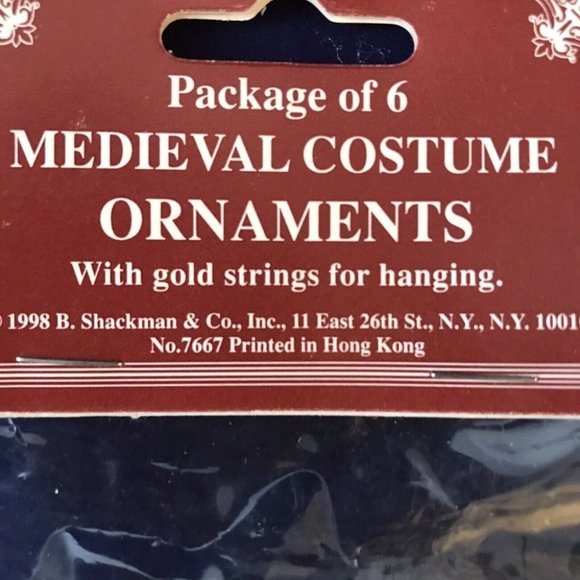 Package of 6
MEDIEVAL COSTUME
ORNAMENTS
With gold strings for hanging.
© 1998 B. Shackman & Co., Inc., 11 East 26th St., N.Y., N.Y. 10010
No.7667 Printed in Hong Kong